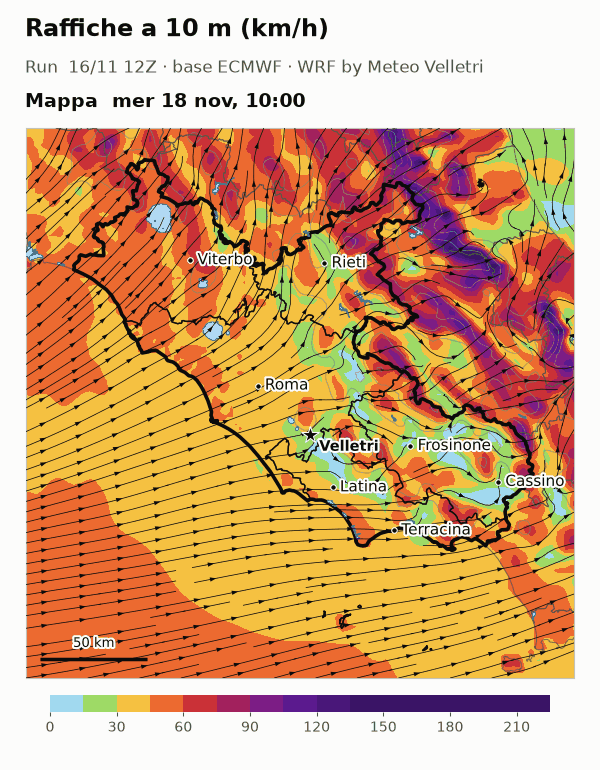 Raffiche a 10 m (km/h)
Run  16/11 12Z · base ECMWF · WRF by Meteo Velletri
Mappa  mer 18 nov, 10:00
Viterbo
Rieti
Roma
Velletri
Frosinone
Cassino
Latina
Terracina
50 km
0 30 60 90 120 150 180 210